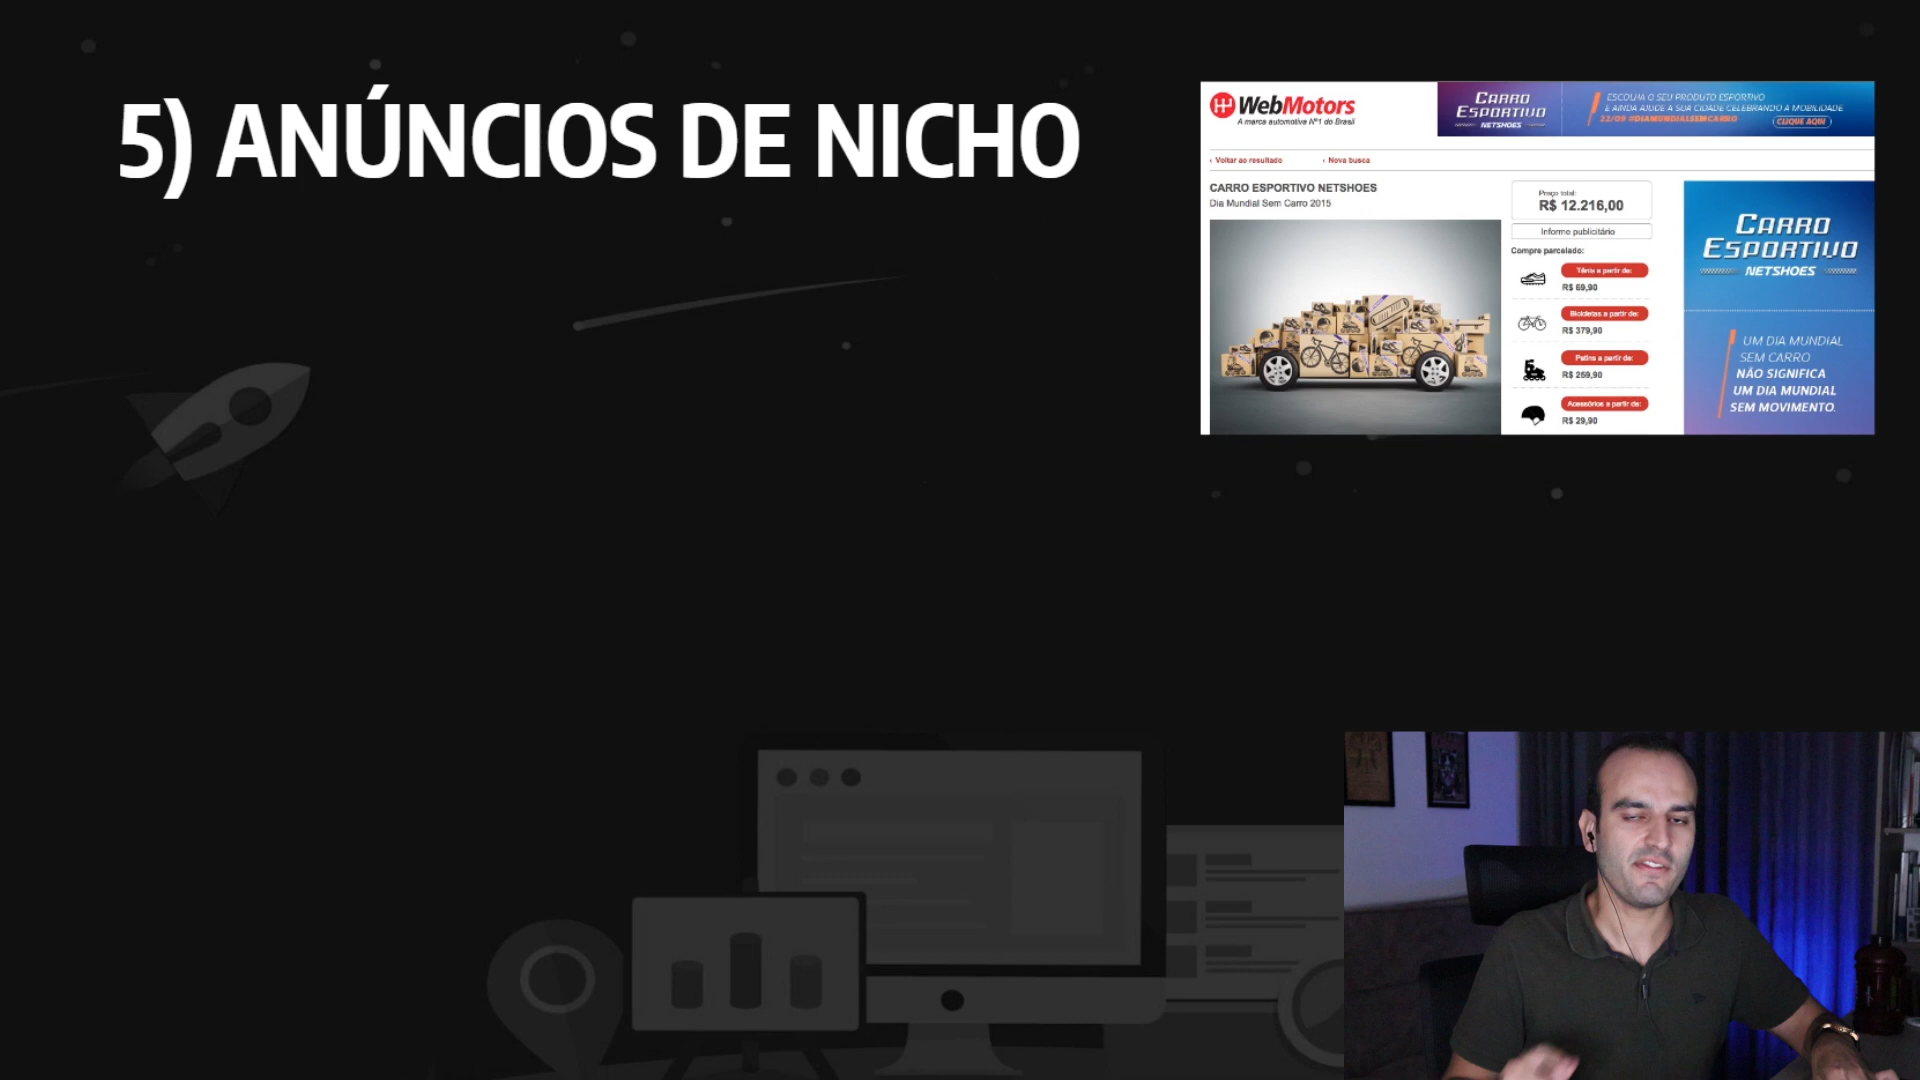 5) ANÚNCIOS DE NICHO
WebMotors
A marca automotiva Nº1 do Brasil
CARRO
ESPORTIVO
NETSHOES
ESCOLHA O SEU PRODUTO ESPORTIVO
E AINDA AJUDE A SUA CIDADE CELEBRANDO A MOBILIDADE
22/09 #DIAMUNDIALSEMCARRO
CLIQUE AQUI
‹ Voltar ao resultado
‹ Nova busca
CARRO ESPORTIVO NETSHOES
Dia Mundial Sem Carro 2015
Preço total:
R$ 12.216,00
Informe publicitário
Compre parcelado:
Tênis a partir de:
R$ 69,90
Bicicletas a partir de:
R$ 379,90
Patins a partir de:
R$ 259,90
Acessórios a partir de:
R$ 29,90
CARRO
ESPORTIVO
NETSHOES
UM DIA MUNDIAL
SEM CARRO
NÃO SIGNIFICA
UM DIA MUNDIAL
SEM MOVIMENTO.